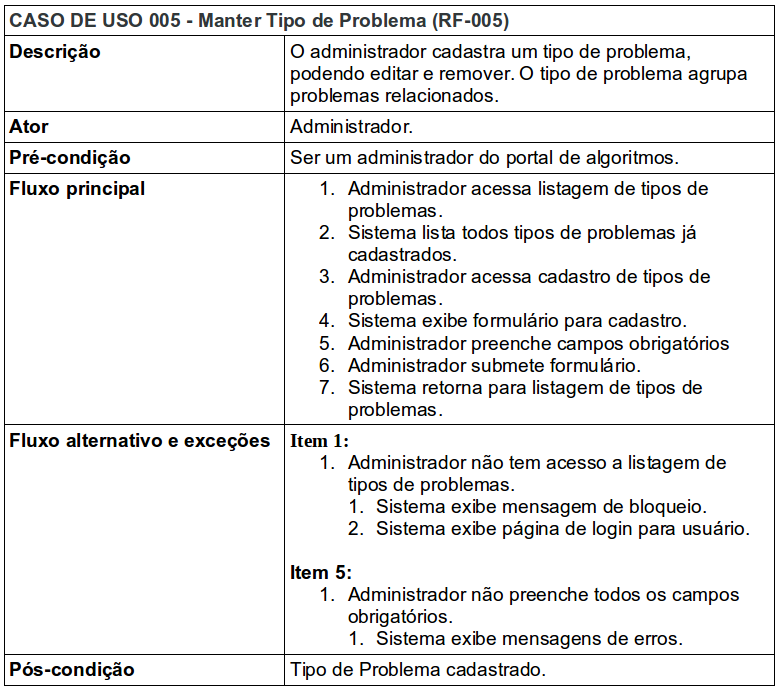 CASO DE USO 005 - Manter Tipo de Problema (RF-005)
Descrição
O administrador cadastra um tipo de problema,
podendo editar e remover. O tipo de problema agrupa
problemas relacionados.
Ator
Administrador.
Pré-condição
Ser um administrador do portal de algoritmos.
Fluxo principal
1. Administrador acessa listagem de tipos de
problemas.
2. Sistema lista todos tipos de problemas já
cadastrados.
3. Administrador acessa cadastro de tipos de
problemas.
4. Sistema exibe formulário para cadastro.
5. Administrador preenche campos obrigatórios
6. Administrador submete formulário.
7. Sistema retorna para listagem de tipos de
problemas.
Fluxo alternativo e exceções
Item 1:
1. Administrador não tem acesso a listagem de
tipos de problemas.
1. Sistema exibe mensagem de bloqueio.
2. Sistema exibe página de login para usuário.
Item 5:
1. Administrador não preenche todos os campos
obrigatórios.
1. Sistema exibe mensagens de erros.
Pós-condição
Tipo de Problema cadastrado.